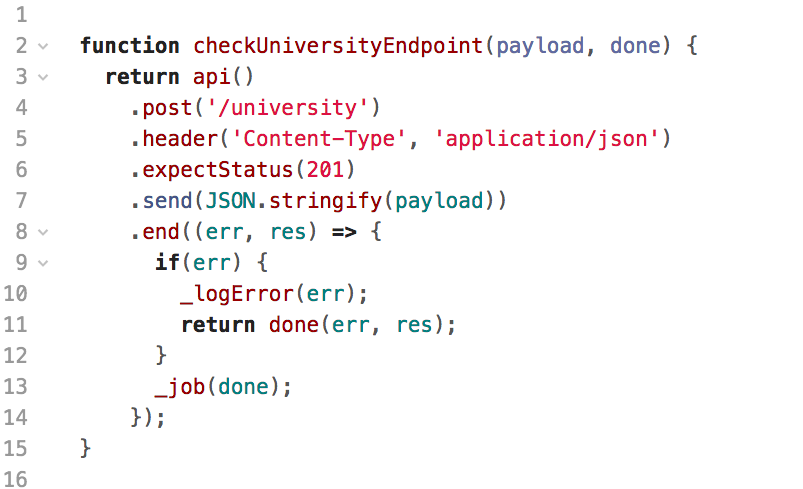 1
2 function checkUniversityEndpoint(payload, done) {
3 return api()
4 .post('/university')
5 .header('Content-Type', 'application/json')
6 .expectStatus(201)
7 .send(JSON.stringify(payload))
8 .end((err, res) => {
9 if(err) {
10 _logError(err);
11 return done(err, res);
12 }
13 _job(done);
14 });
15 }
16